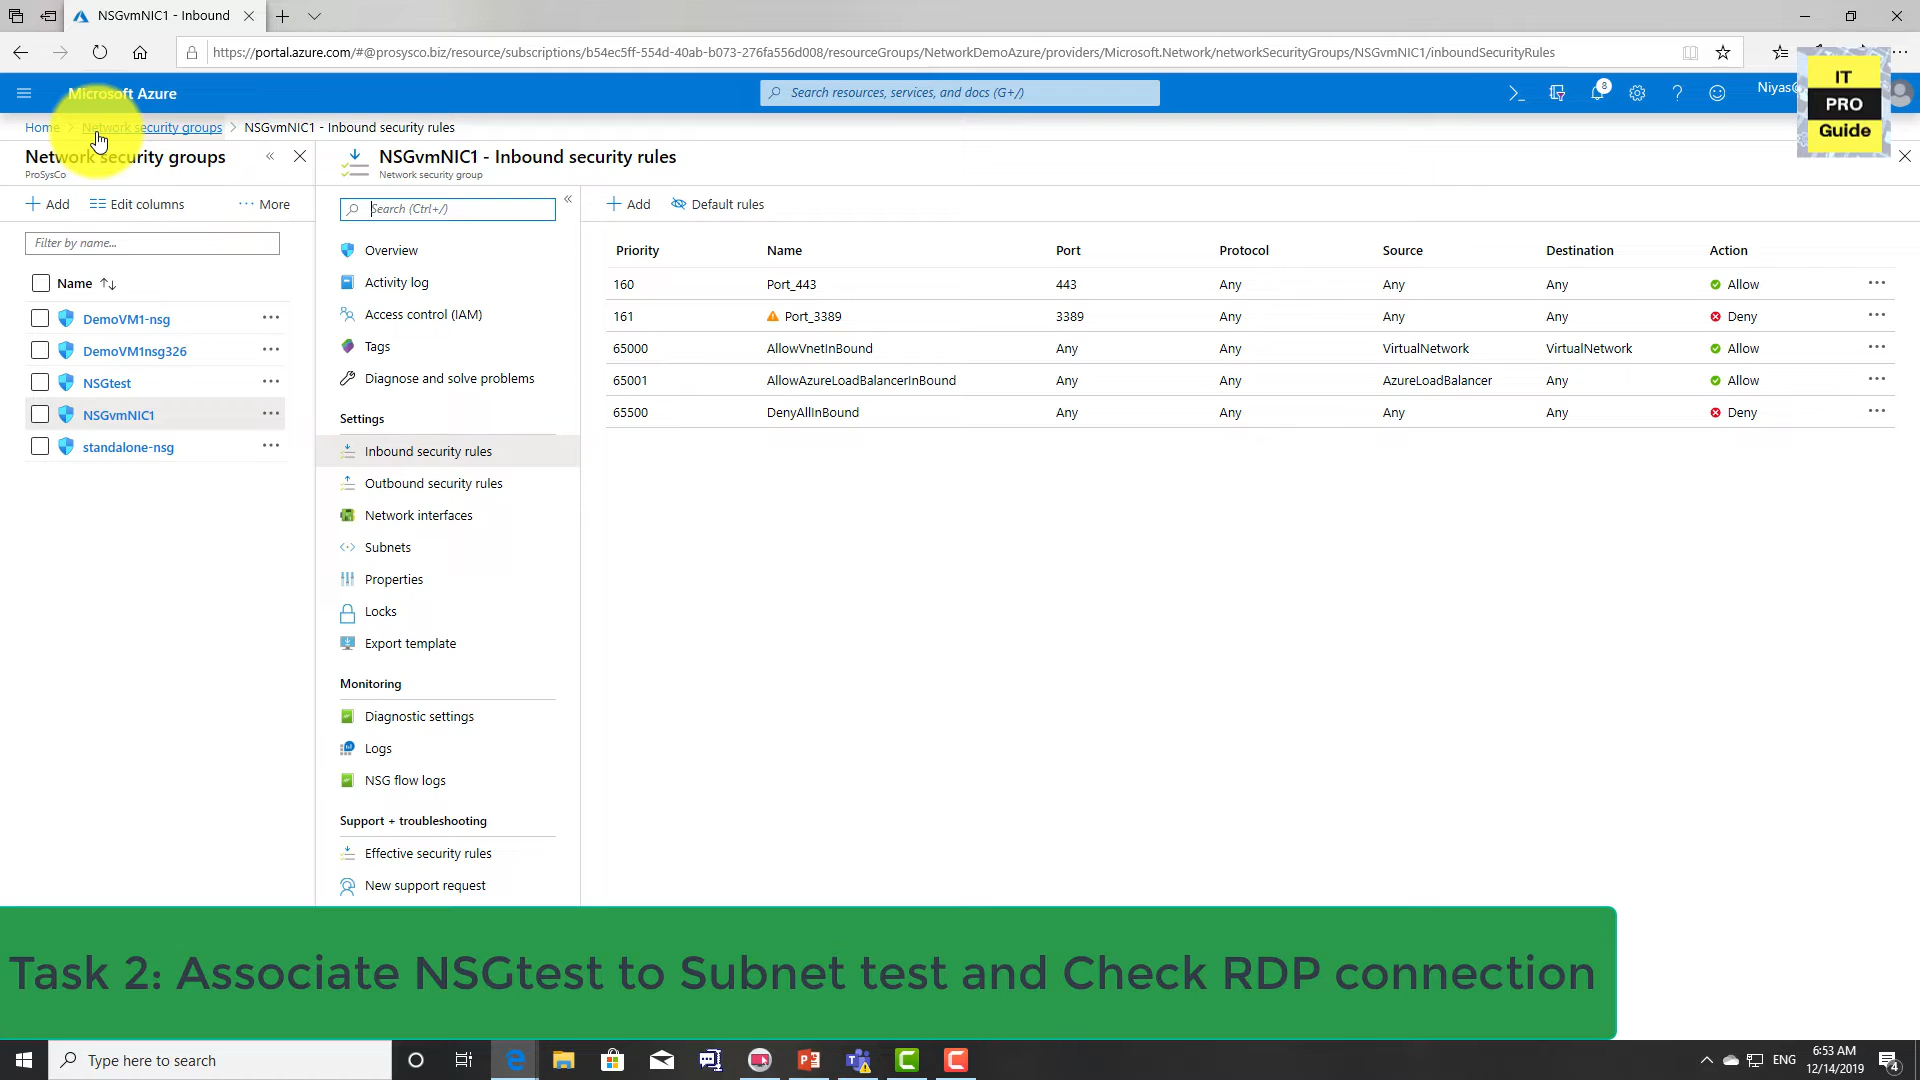 NSGvmNIC1 - Inbound
https://portal.azure.com/#@prosysco.biz/resource/subscriptions/b54ec5ff-554d-40ab-b073-276fa556d008/resourceGroups/NetworkDemoAzure/providers/Microsoft.Network/networkSecurityGroups/NSGvmNIC1/inboundSecurityRules
Microsoft Azure
Search resources, services, and docs (G+/)
8
Niyas@
IT
PRO
Guide
Home > Network security groups > NSGvmNIC1 - Inbound security rules
Network security groups
ProSysCo
Add
Edit columns
More
Filter by name...
Name
DemoVM1-nsg
DemoVM1nsg326
NSGtest
NSGvmNIC1
standalone-nsg
NSGvmNIC1 - Inbound security rules
Network security group
Search (Ctrl+/)
Overview
Activity log
Access control (IAM)
Tags
Diagnose and solve problems
Settings
Inbound security rules
Outbound security rules
Network interfaces
Subnets
Properties
Locks
Export template
Monitoring
Diagnostic settings
Logs
NSG flow logs
Support + troubleshooting
Effective security rules
New support request
Add
Default rules
Priority Name Port Protocol Source Destination Action
160 Port_443 443 Any Any Any Allow
161 Port_3389 3389 Any Any Any Deny
65000 AllowVnetInBound Any Any VirtualNetwork VirtualNetwork Allow
65001 AllowAzureLoadBalancerInBound Any Any AzureLoadBalancer Any Allow
65500 DenyAllInBound Any Any Any Any Deny
Task 2: Associate NSGtest to Subnet test and Check RDP connection
Type here to search
ENG
6:53 AM
12/14/2019
4